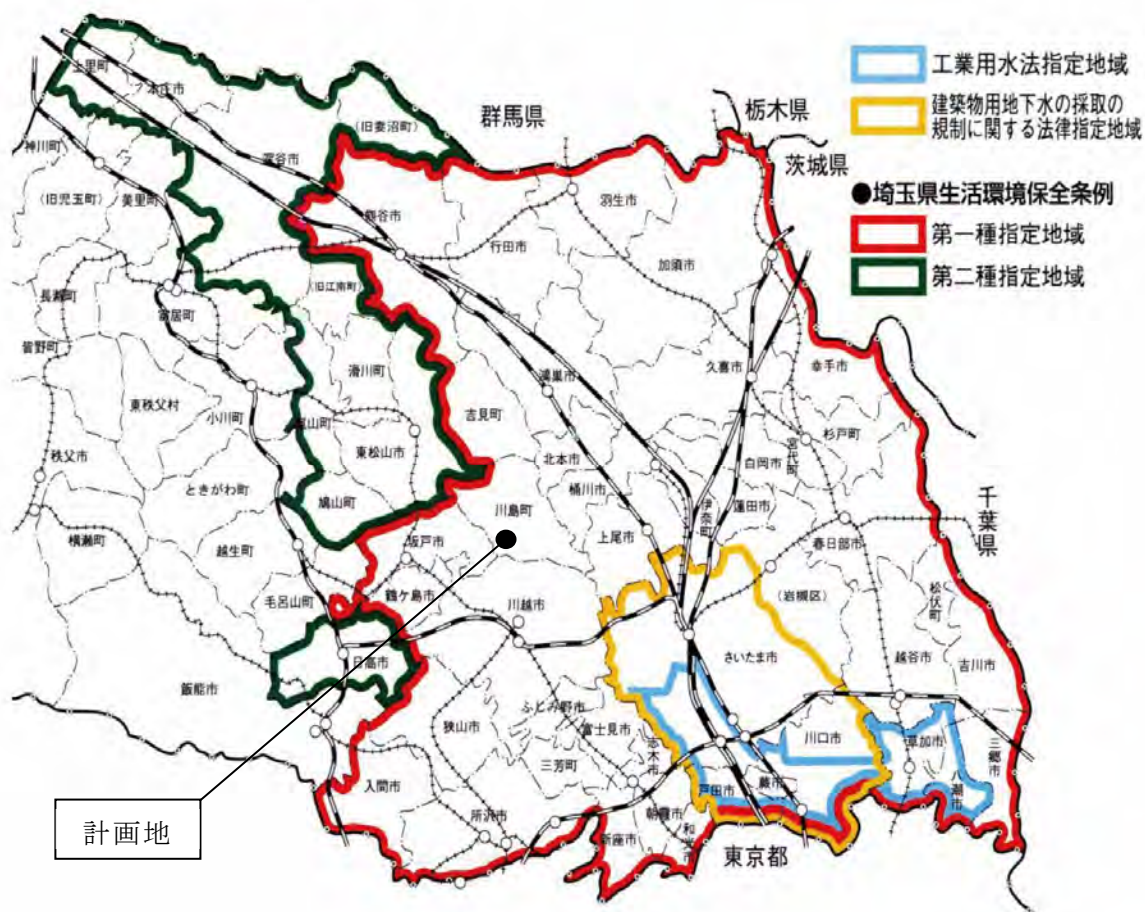 工業用水法指定地域
建築物用地下水の採取の
規制に関する法律指定地域
●埼玉県生活環境保全条例
第一種指定地域
第二種指定地域
群馬県
栃木県
茨城県
千葉県
東京都
上里町
本庄市
(旧妻沼町)
神川町
深谷市
(旧児玉町)
美里町
熊谷市
行田市
羽生市
加須市
長瀞町
寄居町
(旧江南町)
皆野町
滑川町
鴻巣市
久喜市
幸手市
東秩父村
小川町
嵐山町
吉見町
杉戸町
宮代町
秩父市
東松山市
北本市
白岡市
ときがわ町
鳩山町
桶川市
伊奈町
蓮田市
横瀬町
越生町
川島町
坂戸市
上尾市
春日部市
毛呂山町
鶴ケ島市
川越市
(岩槻区)
松伏町
日高市
さいたま市
越谷市
吉川市
飯能市
狭山市
ふじみ野市
富士見市
志木市
川口市
草加市
三郷市
三芳町
入間市
戸田市
蕨市
八潮市
所沢市
朝霞市
新座市
和光市
計画地